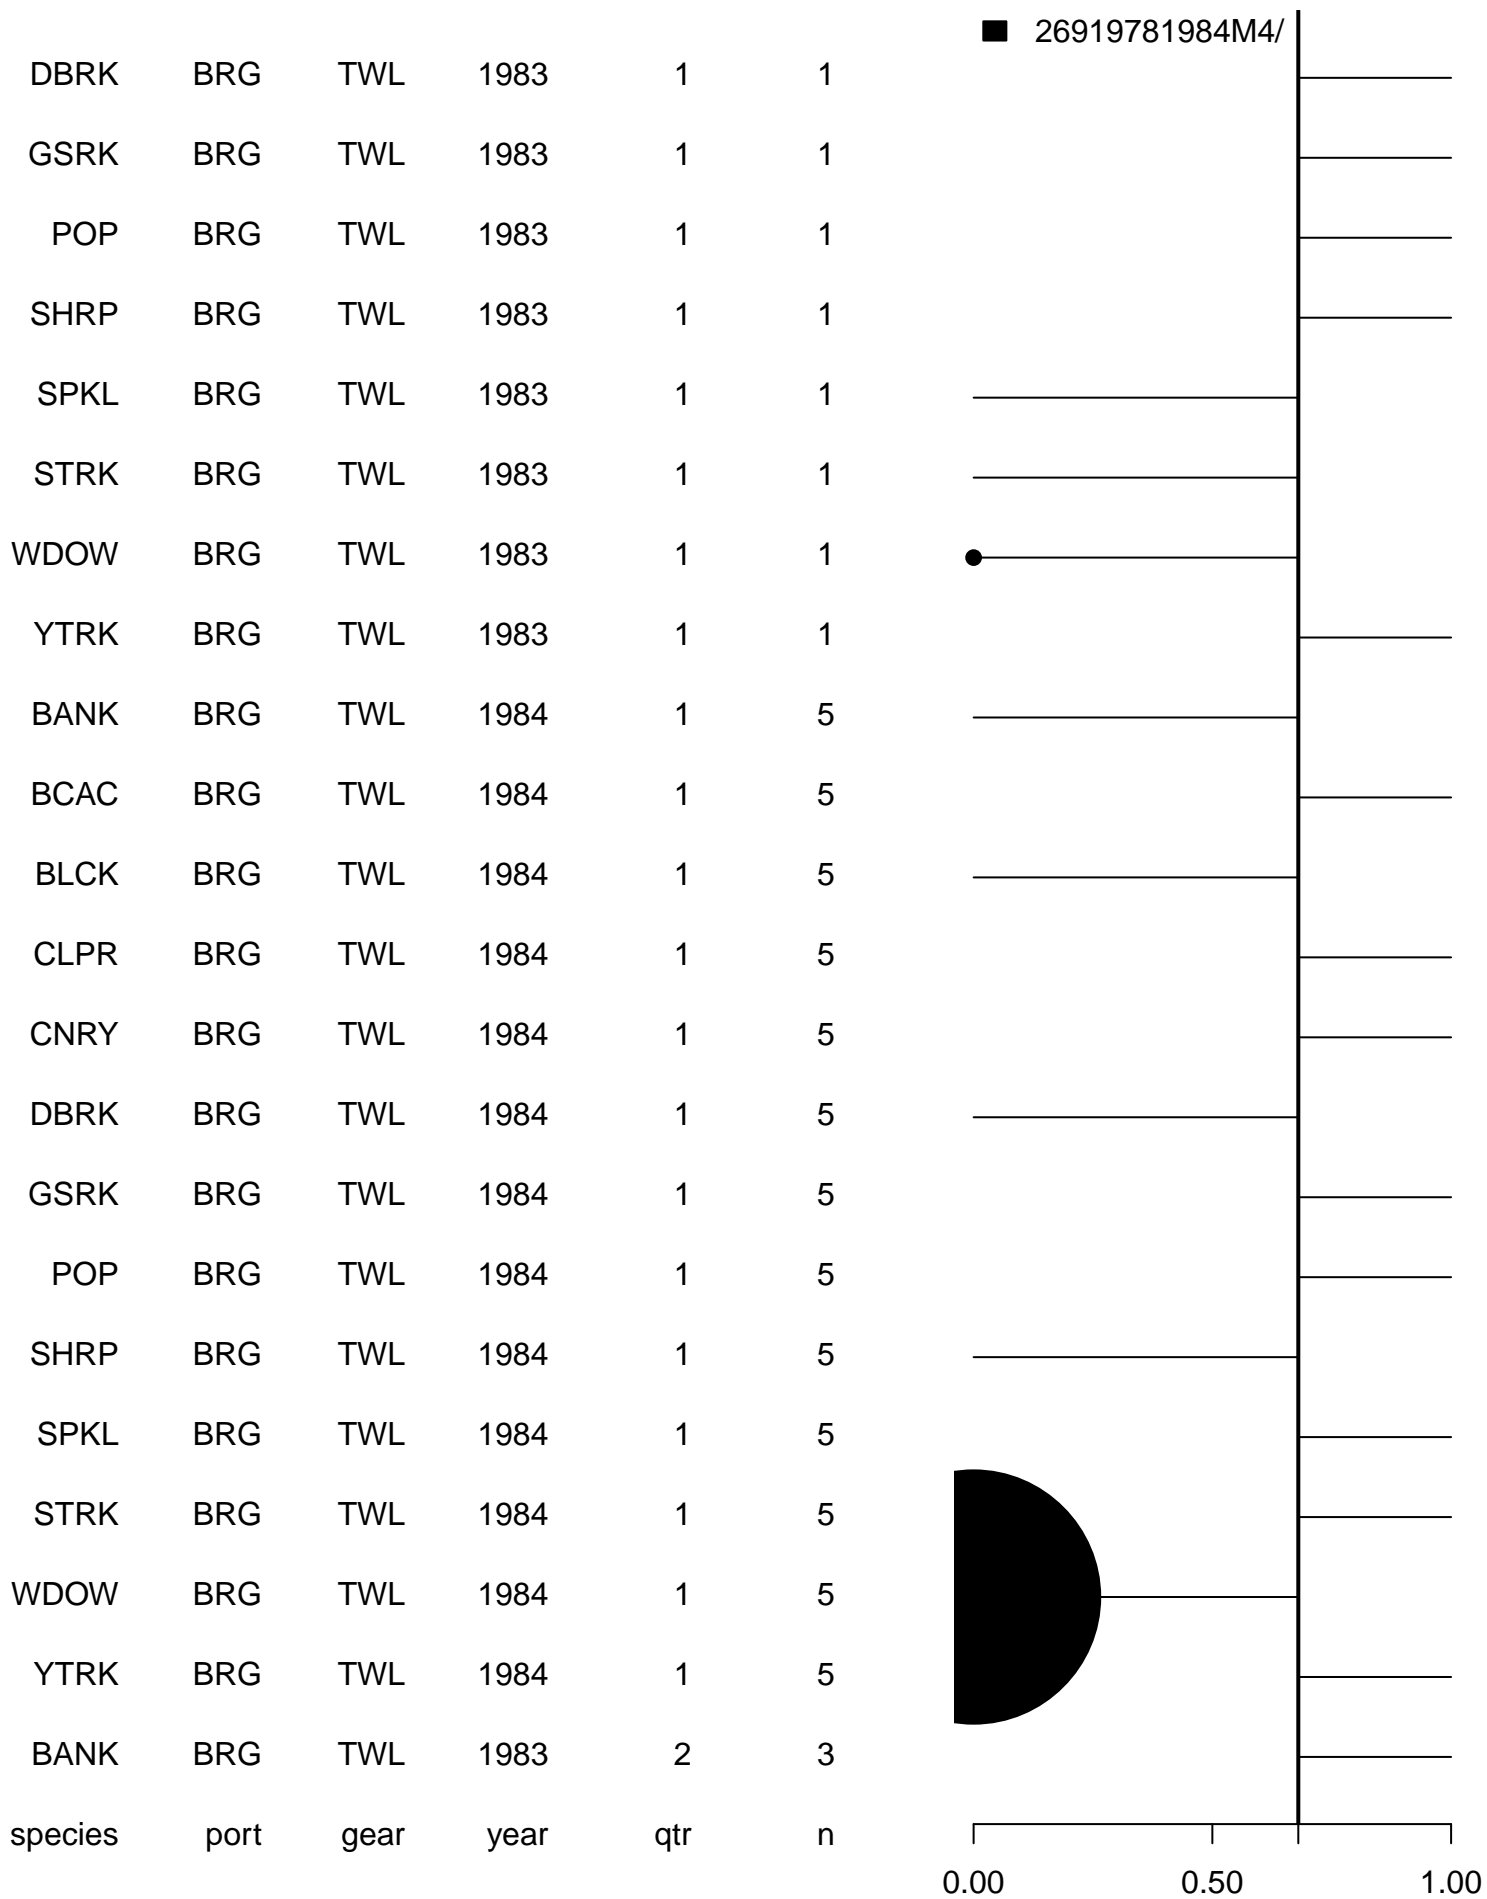 26919781984M4/
DBRK BRG TWL 1983 1 1
GSRK BRG TWL 1983 1 1
POP BRG TWL 1983 1 1
SHRP BRG TWL 1983 1 1
SPKL BRG TWL 1983 1 1
STRK BRG TWL 1983 1 1
WDOW BRG TWL 1983 1 1
YTRK BRG TWL 1983 1 1
BANK BRG TWL 1984 1 5
BCAC BRG TWL 1984 1 5
BLCK BRG TWL 1984 1 5
CLPR BRG TWL 1984 1 5
CNRY BRG TWL 1984 1 5
DBRK BRG TWL 1984 1 5
GSRK BRG TWL 1984 1 5
POP BRG TWL 1984 1 5
SHRP BRG TWL 1984 1 5
SPKL BRG TWL 1984 1 5
STRK BRG TWL 1984 1 5
WDOW BRG TWL 1984 1 5
YTRK BRG TWL 1984 1 5
BANK BRG TWL 1983 2 3
species port gear year qtr n
0.00 0.50 1.00